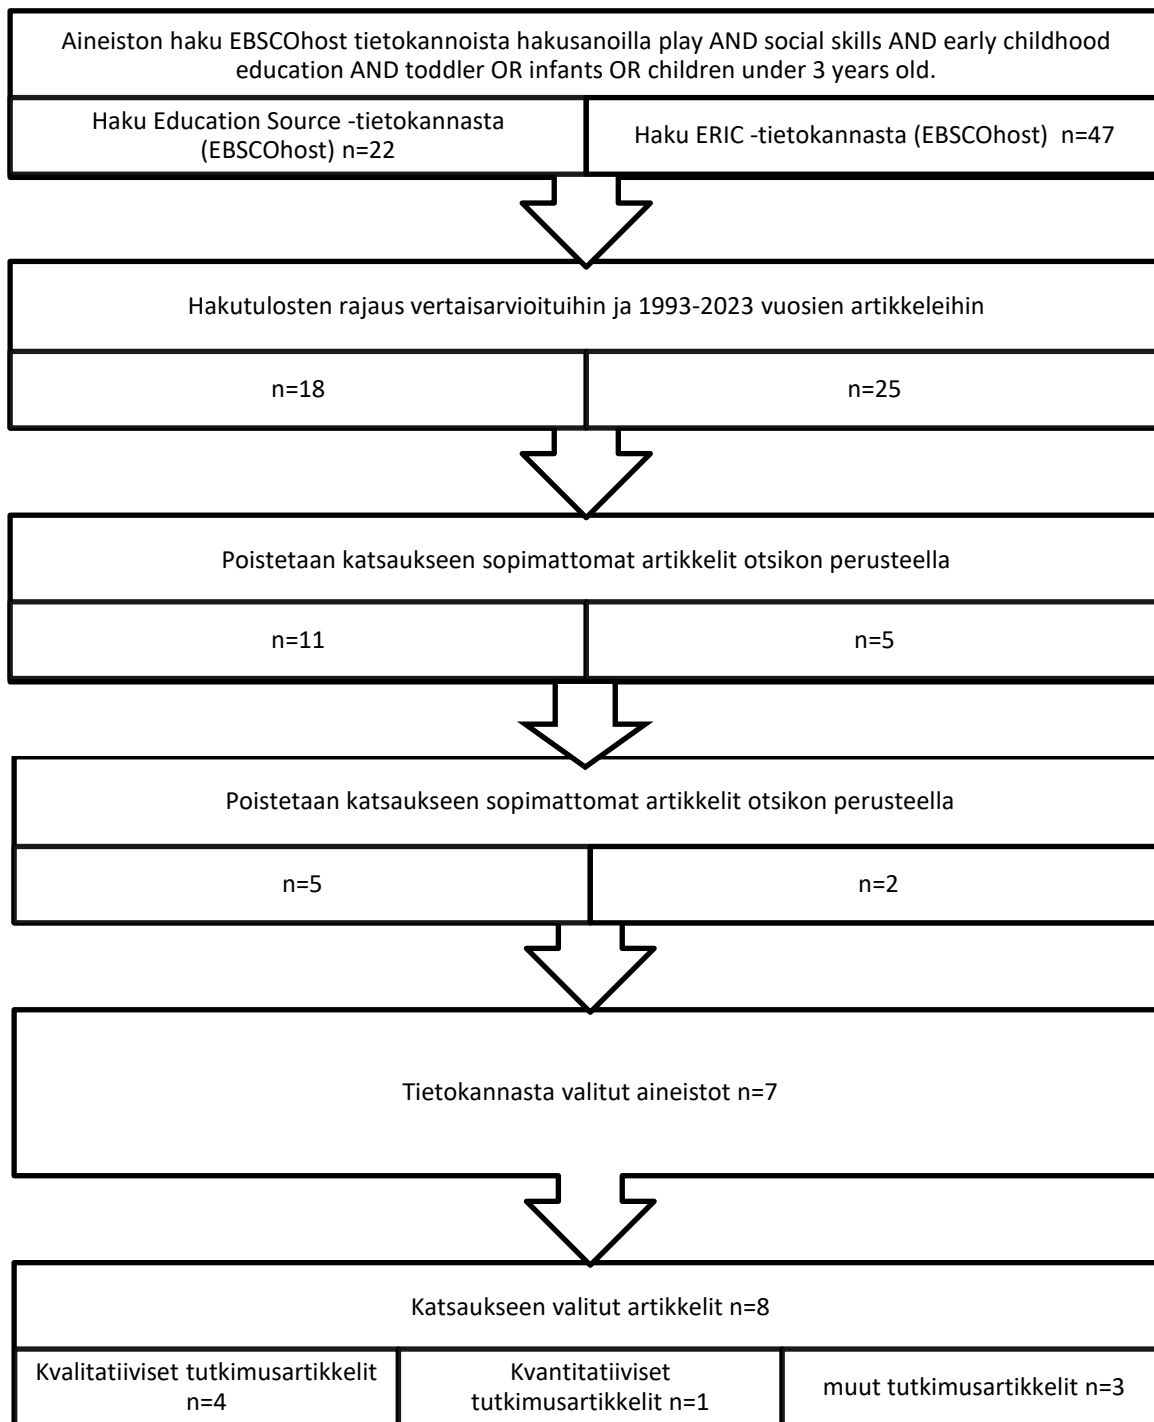 Aineiston haku EBSCOhost tietokannoista hakusanoilla play AND social skills AND early childhood
education AND toddler OR infants OR children under 3 years old.
Haku Education Source -tietokannasta
(EBSCOhost) n=22
Haku ERIC -tietokannasta (EBSCOhost) n=47
Hakutulosten rajaus vertaisarvioituihin ja 1993-2023 vuosien artikkeleihin
n=18
n=25
Poistetaan katsaukseen sopimattomat artikkelit otsikon perusteella
n=11
n=5
Poistetaan katsaukseen sopimattomat artikkelit otsikon perusteella
n=5
n=2
Tietokannasta valitut aineistot n=7
Katsaukseen valitut artikkelit n=8
Kvalitatiiviset tutkimusartikkelit
n=4
Kvantitatiiviset
tutkimusartikkelit n=1
muut tutkimusartikkelit n=3